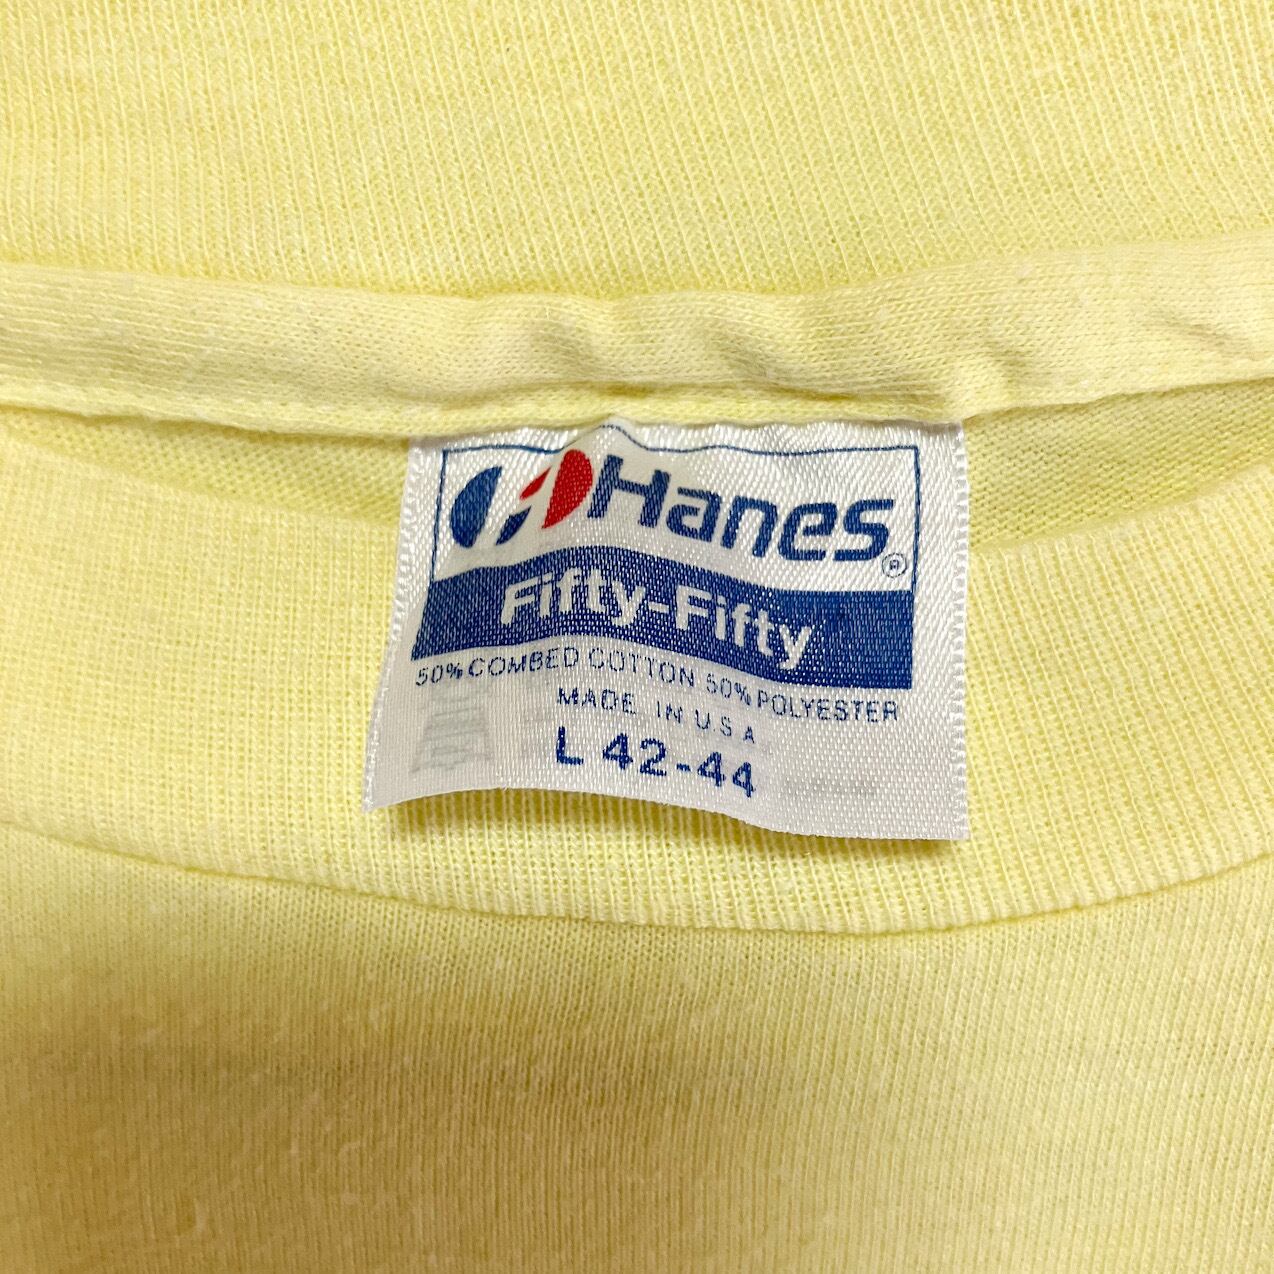 Hanes®
Fifty-Fifty
50% COMBED COTTON 50% POLYESTER
MADE IN U.S.A
L 42-44